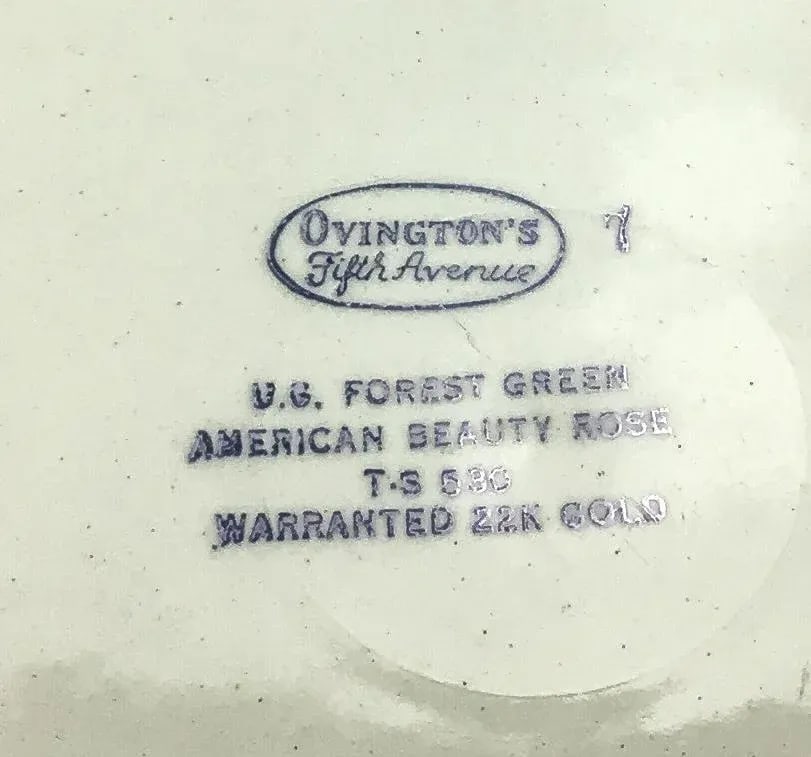 OVINGTON'S 7
Fifth Avenue
U.G. FOREST GREEN
AMERICAN BEAUTY ROSE
T·S
WARRANTED 22K GOLD